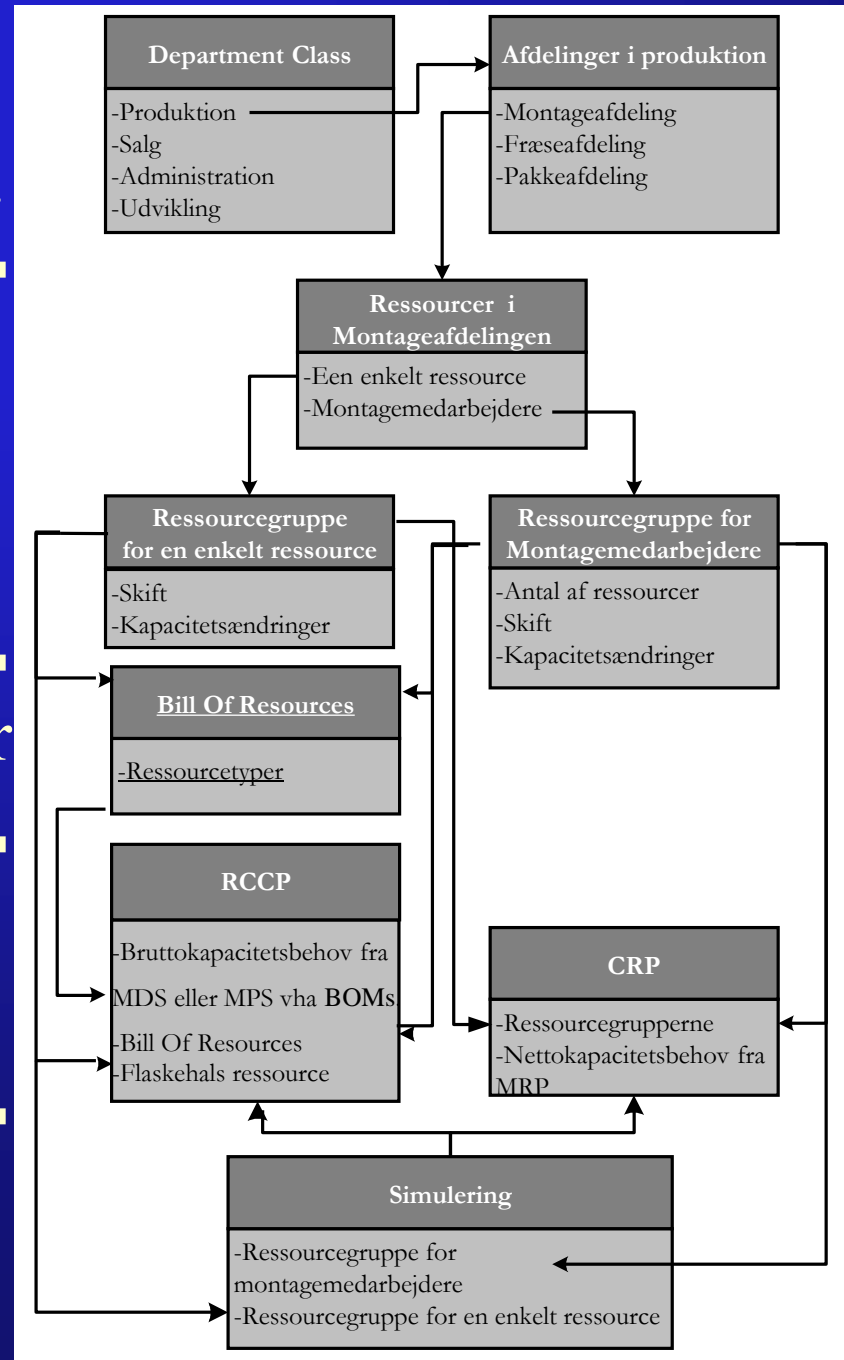 Department Class
-Produktion
-Salg
-Administration
-Udvikling
Afdelinger i produktion
-Montageafdeling
-Fræseafdeling
-Pakkeafdeling
Ressourcer i
Montageafdelingen
-Een enkelt ressource
-Montagemedarbejdere
Ressourcegruppe
for en enkelt ressource
-Skift
-Kapacitetsændringer
Ressourcegruppe for
Montagemedarbejdere
-Antal af ressourcer
-Skift
-Kapacitetsændringer
Bill Of Resources
-Ressourcetyper
RCCP
-Bruttokapacitetsbehov fra
MDS eller MPS vha BOMs
-Bill Of Resources
-Flaskehals ressource
CRP
-Ressourcegrupperne
-Nettokapacitetsbehov fra
MRP
Simulering
-Ressourcegruppe for
montagemedarbejdere
-Ressourcegruppe for en enkelt ressource